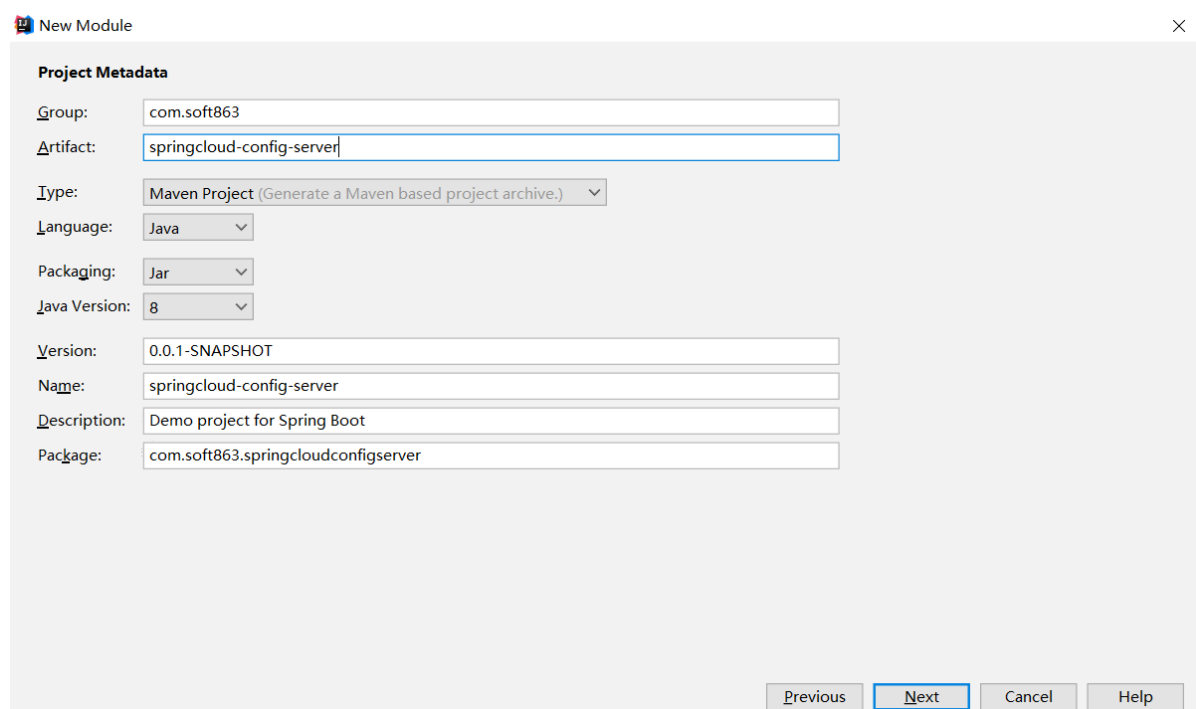 New Module
Project Metadata
Group: com.soft863
Artifact: springcloud-config-server
Type: Maven Project (Generate a Maven based project archive.)
Language: Java
Packaging: Jar
Java Version: 8
Version: 0.0.1-SNAPSHOT
Name: springcloud-config-server
Description: Demo project for Spring Boot
Package: com.soft863.springcloudconfigserver
Previous Next Cancel Help